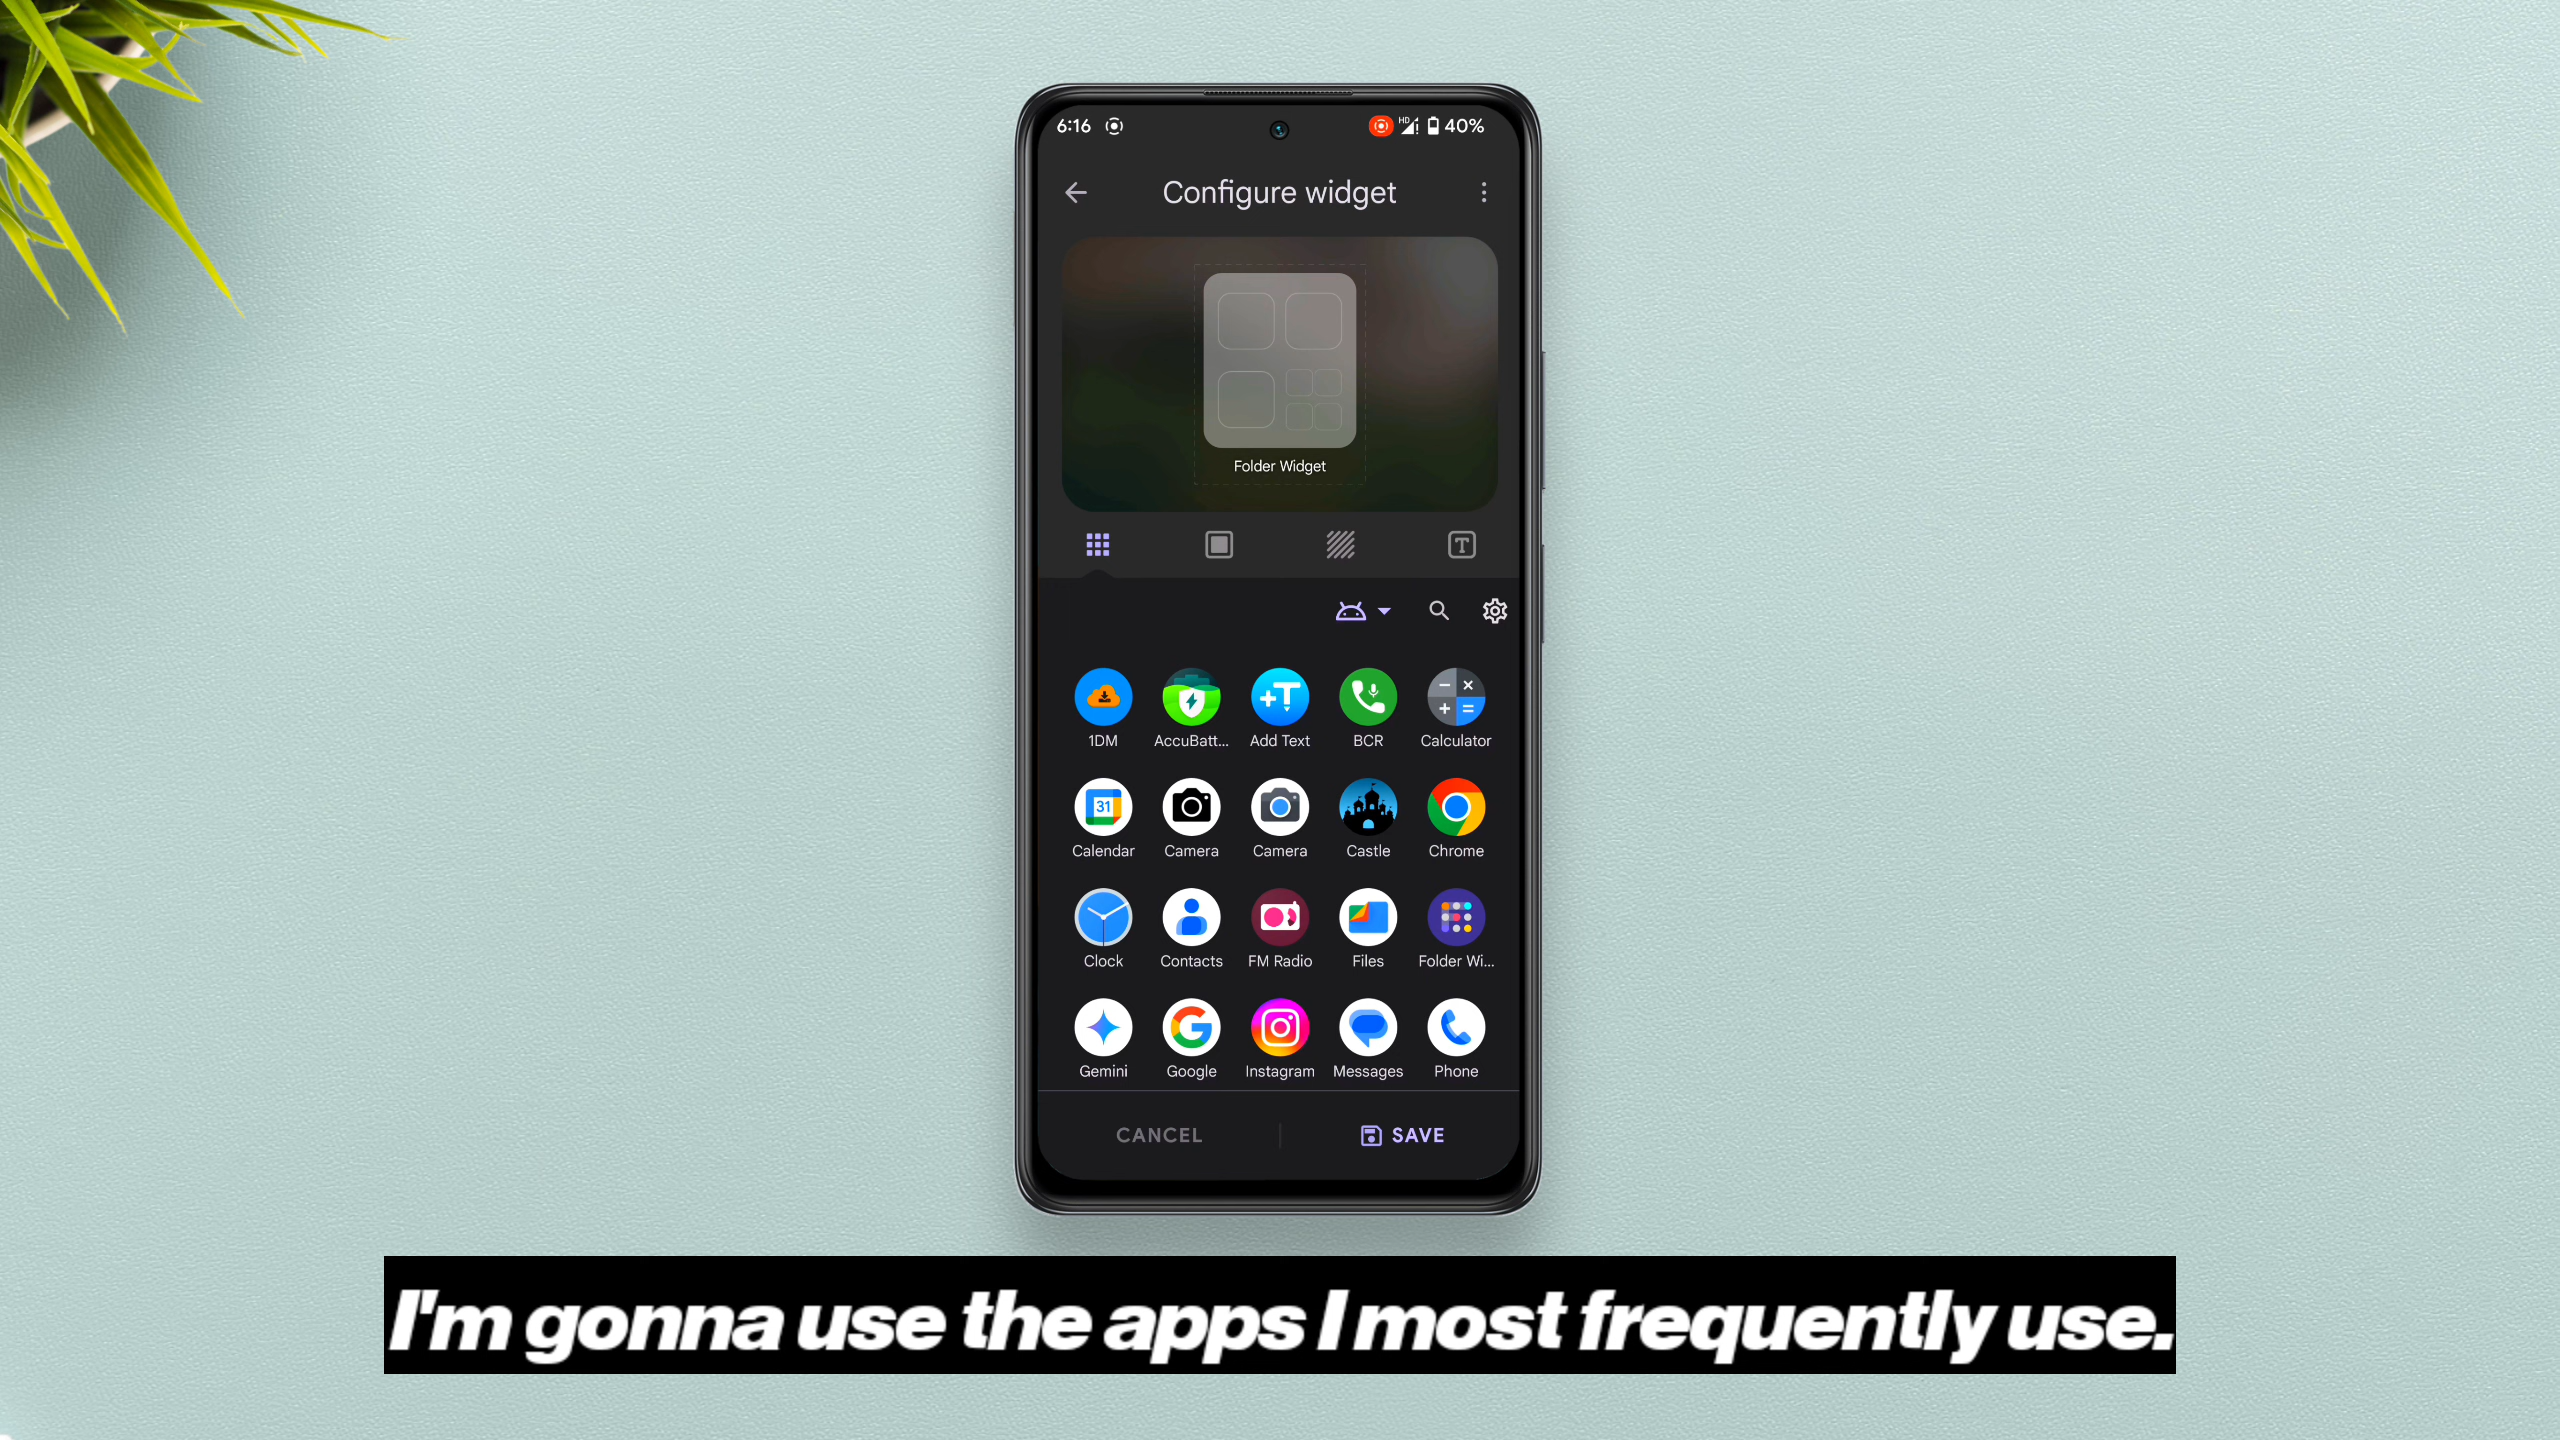 6:16
HD
40%
Configure widget
Folder Widget
1DM
AccuBatt...
Add Text
BCR
Calculator
31
Calendar
Camera
Camera
Castle
Chrome
Clock
Contacts
FM Radio
Files
Folder Wi...
Gemini
Google
Instagram
Messages
Phone
CANCEL
SAVE
I'm gonna use the apps I most frequently use.